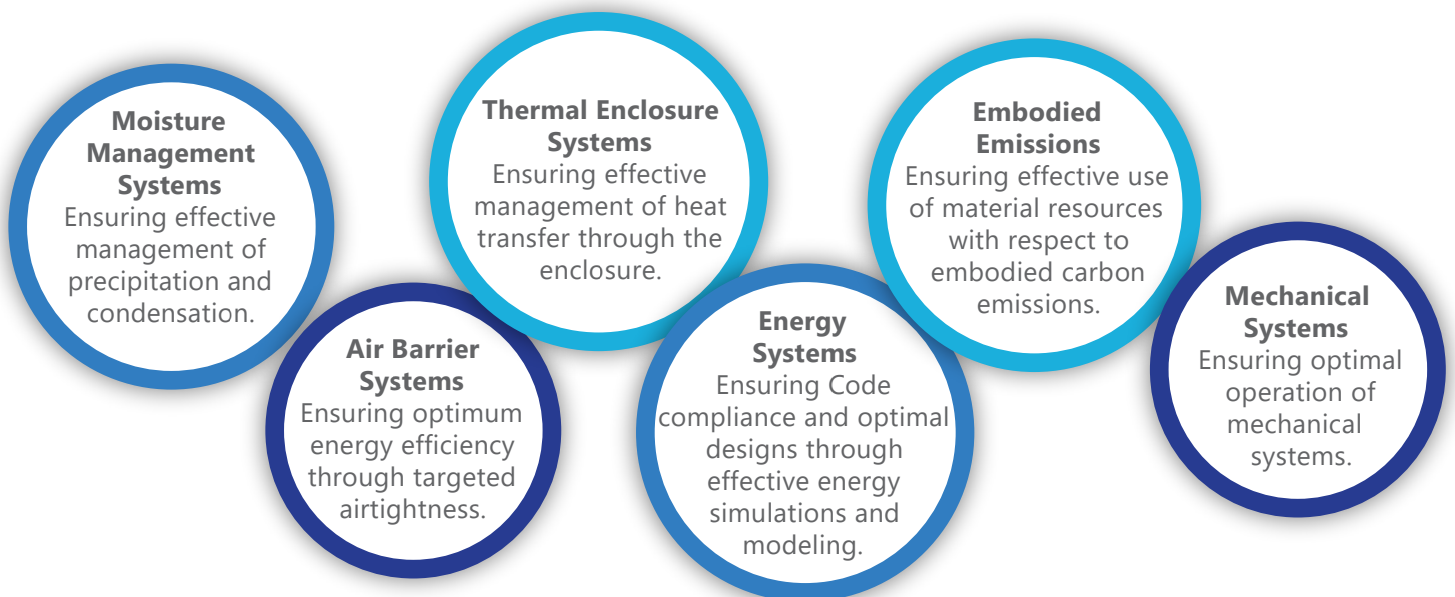 Moisture
Management
Systems
Ensuring effective
management of
precipitation and
condensation.
Air Barrier
Systems
Ensuring optimum
energy efficiency
through targeted
airtightness.
Thermal Enclosure
Systems
Ensuring effective
management of heat
transfer through the
enclosure.
Energy
Systems
Ensuring Code
compliance and optimal
designs through
effective energy
simulations and
modeling.
Embodied
Emissions
Ensuring effective use
of material resources
with respect to
embodied carbon
emissions.
Mechanical
Systems
Ensuring optimal
operation of
mechanical
systems.